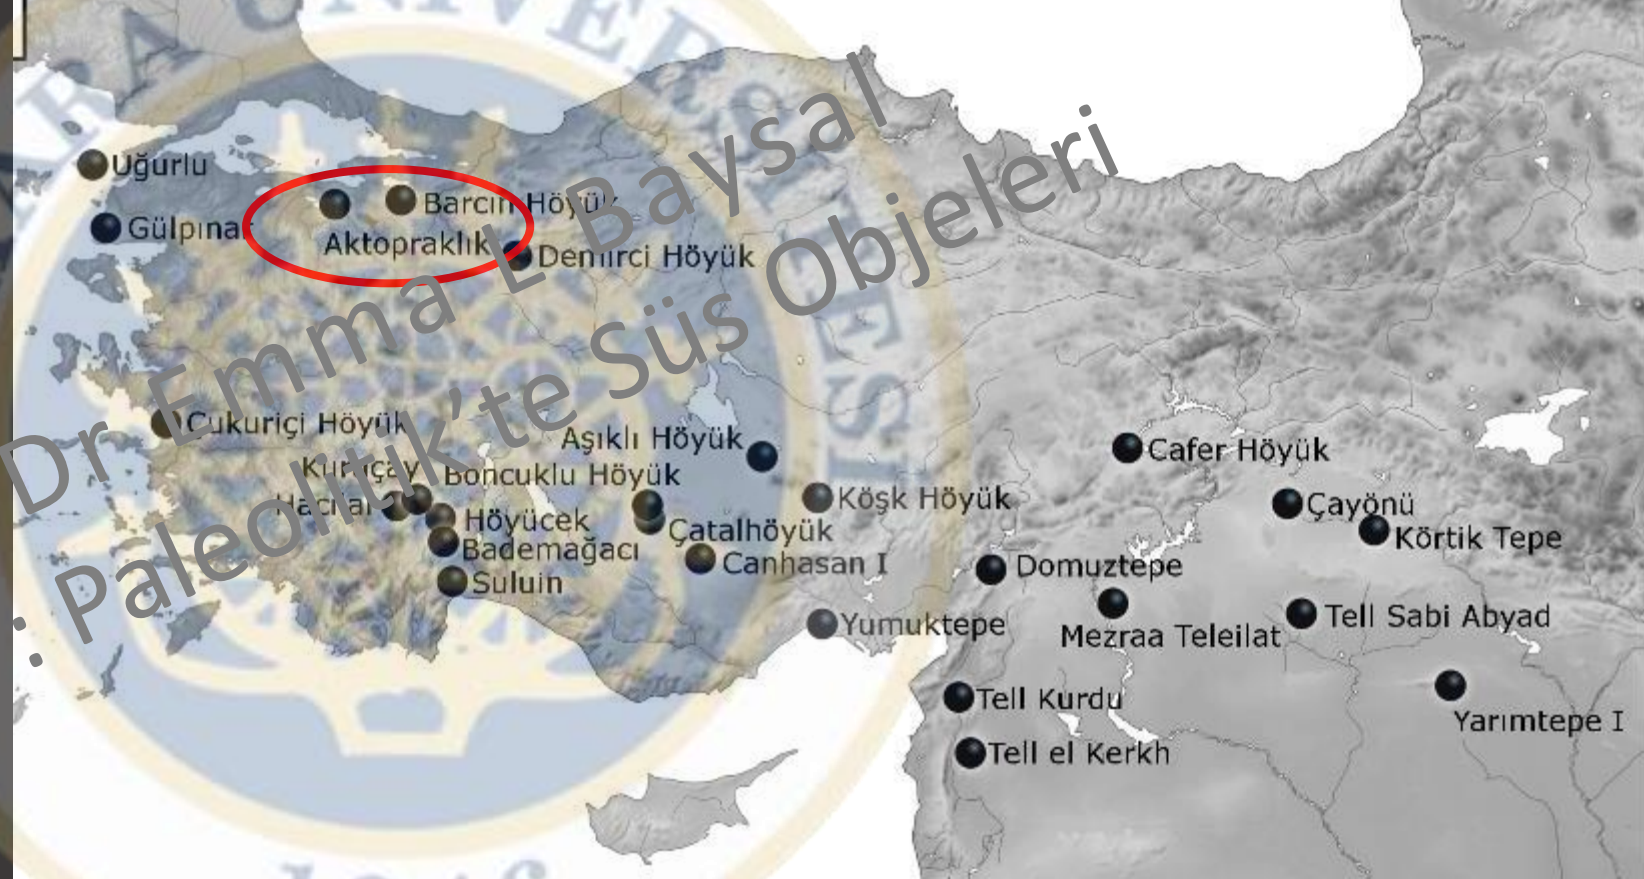 Uğurlu
Gülpınar
Barcın Höyük
Aktopraklık
Demirci Höyük
Çukuriçi Höyük
Aşıklı Höyük
Kuruçay
Boncuklu Höyük
Hacılar
Höyücek
Bademağacı
Suluin
Çatalhöyük
Canhasan I
Köşk Höyük
Yumuktepe
Cafer Höyük
Çayönü
Körtik Tepe
Domuztepe
Mezraa Teleilat
Tell Sabi Abyad
Yarımtepe I
Tell Kurdu
Tell el Kerkh
Dr Emma L Baysal
: Paleolitik’te Süs Objeleri